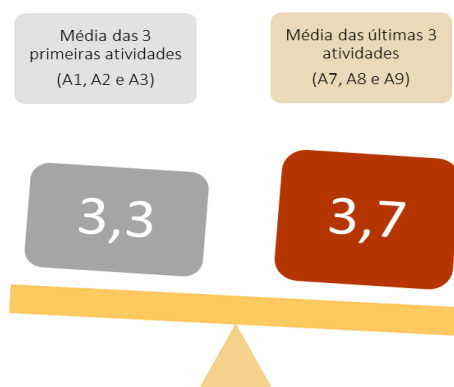 Média das 3
primeiras atividades
(A1, A2 e A3)
Média das últimas 3
atividades
(A7, A8 e A9)
3,3
3,7